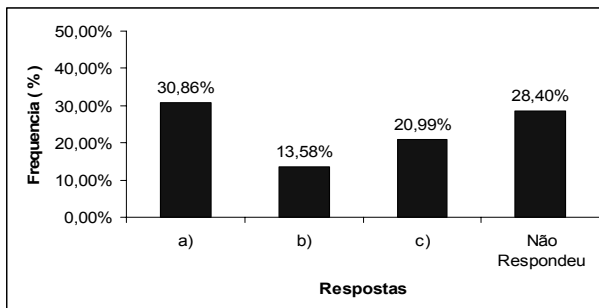 50,00%
40,00%
30,00%
20,00%
10,00%
0,00%
Frequencia ( % )
30,86%
13,58%
20,99%
28,40%
a)
b)
c)
Não
Respondeu
Respostas